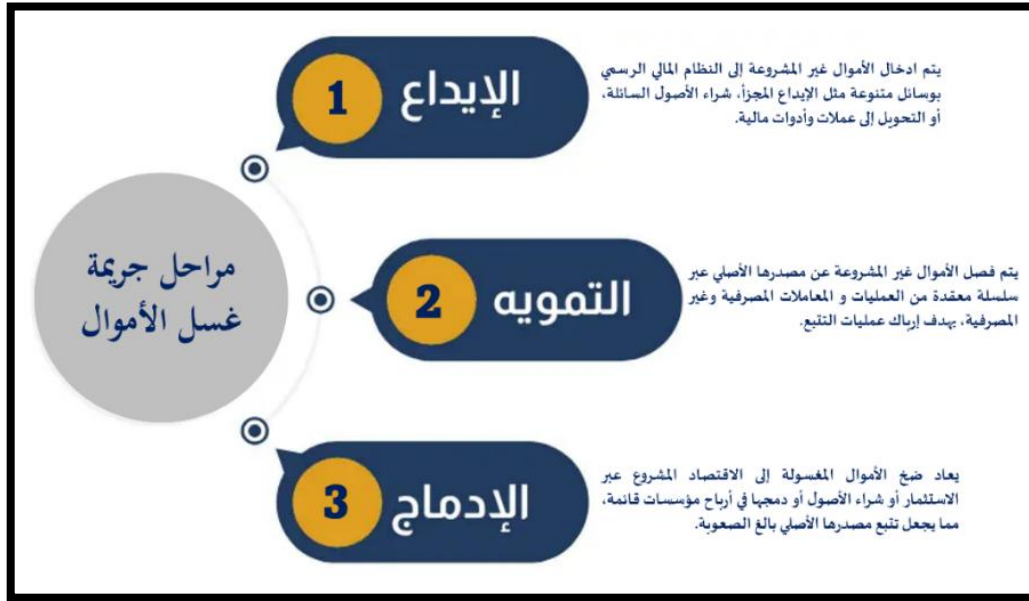 مراحل جريمة
غسل الأموال
1
الإيداع
يتم ادخال الأموال غير المشروعة إلى النظام المالي الرسمي
بوسائل متنوعة مثل الإيداع المجزأ، شراء الأصول السائلة،
أو التحويل إلى عملات وأدوات مالية.
2
التمويه
يتم فصل الأموال غير المشروعة عن مصدرها الأصلي عبر
سلسلة معقدة من العمليات و المعاملات المصرفية وغير
المصرفية، بهدف إرباك عمليات التتبع.
3
الإدماج
يعاد ضخ الأموال المغسولة إلى الاقتصاد المشروع عبر
الاستثمار أو شراء الأصول أو دمجها في أرباح مؤسسات قائمة،
مما يجعل تتبع مصدرها الأصلي بالغ الصعوبة.